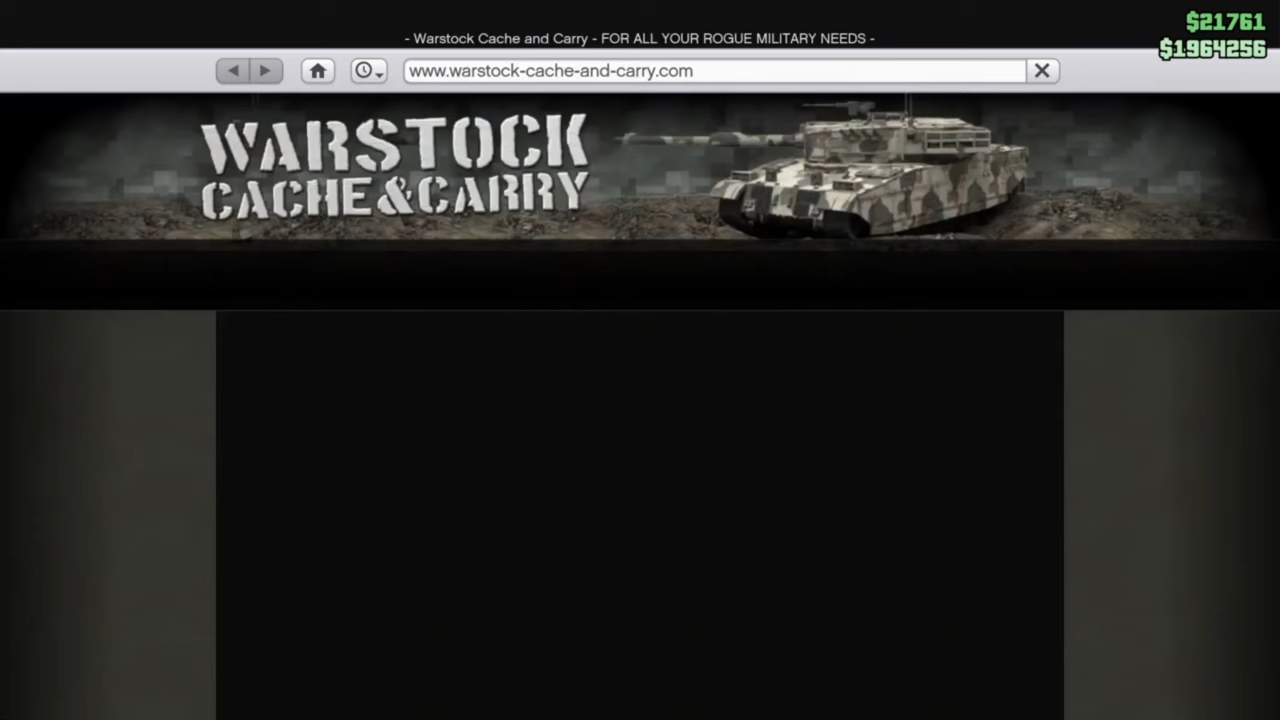 $21761
- Warstock Cache and Carry - FOR ALL YOUR ROGUE MILITARY NEEDS -
$1964256
www.warstock-cache-and-carry.com
WARSTOCK
CACHE&CARRY